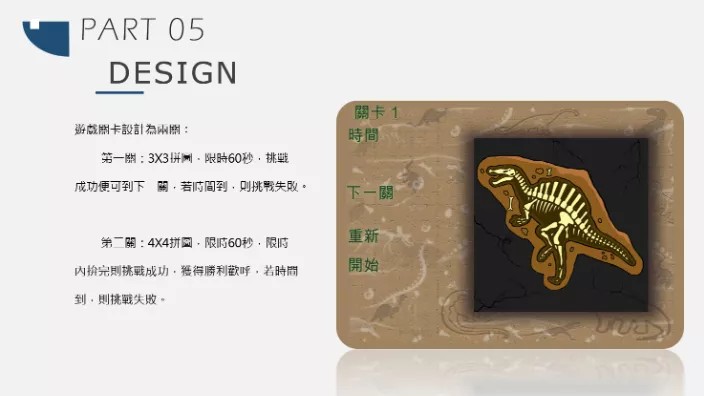 PART 05
DESIGN
遊戲關卡設計為兩關：
第一關：3X3拼圖，限時60秒，挑戰
成功便可到下 關，若時間到，則挑戰失敗。
第二關：4X4拼圖，限時60秒，限時
內拚完則挑戰成功，獲得勝利歡呼，若時間
到，則挑戰失敗。
關卡 1
時間
下一關
重新
開始